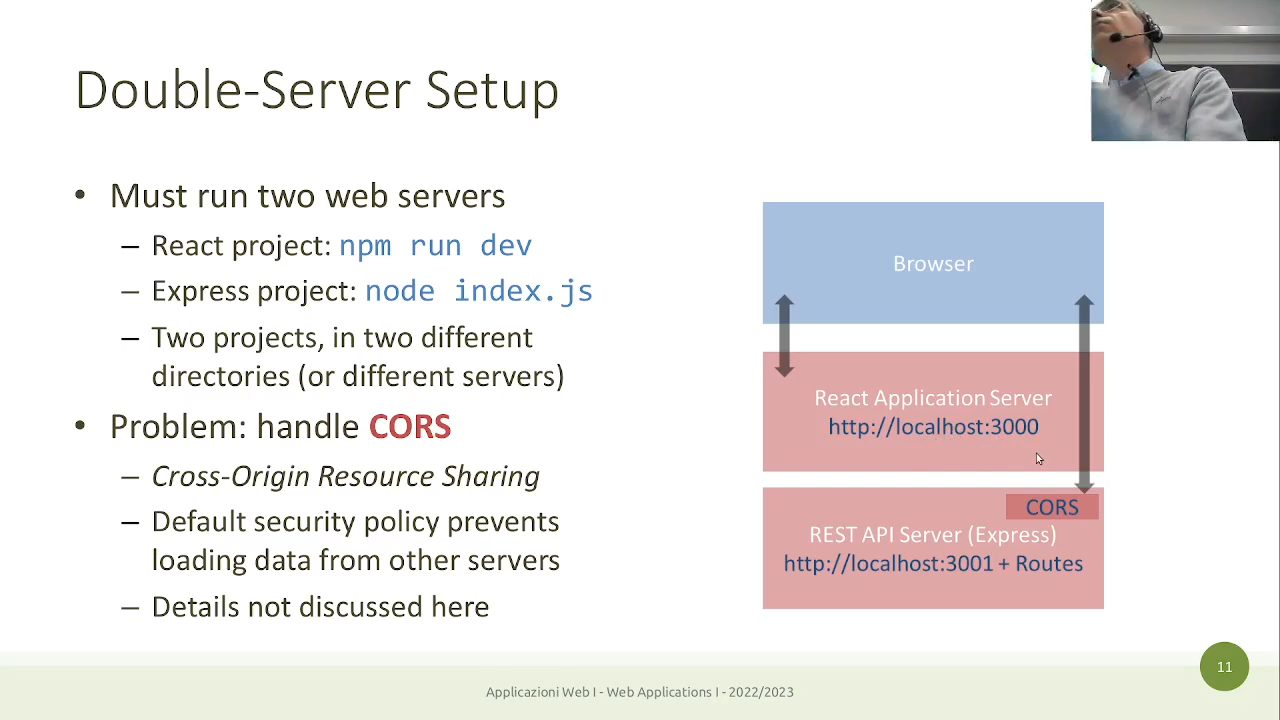 Double-Server Setup
• Must run two web servers
– React project: npm run dev
– Express project: node index.js
– Two projects, in two different
directories (or different servers)
• Problem: handle CORS
– Cross-Origin Resource Sharing
– Default security policy prevents
loading data from other servers
– Details not discussed here
Browser
React Application Server
http://localhost:3000
CORS
REST API Server (Express)
http://localhost:3001 + Routes
Applicazioni Web I - Web Applications I - 2022/2023
11